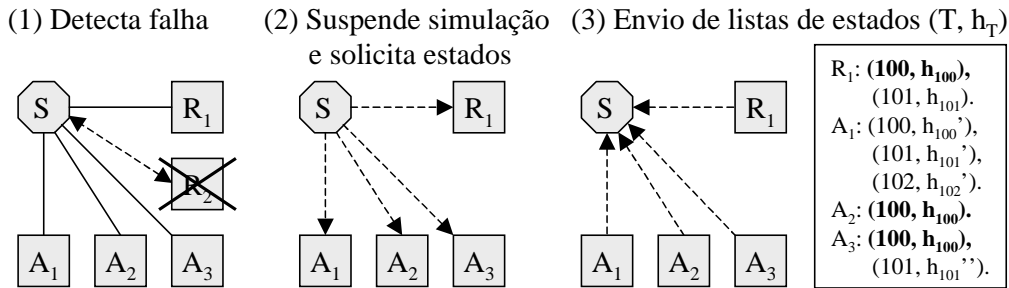 (1) Detecta falha
S
R1
R2
A1 A2 A3
(2) Suspende simulação
e solicita estados
S
R1
A1 A2 A3
(3) Envio de listas de estados (T, hT)
S
R1
A1 A2 A3
R1: (100, h100),
(101, h101).
A1: (100, h100'),
(101, h101'),
(102, h102').
A2: (100, h100).
A3: (100, h100),
(101, h101'').